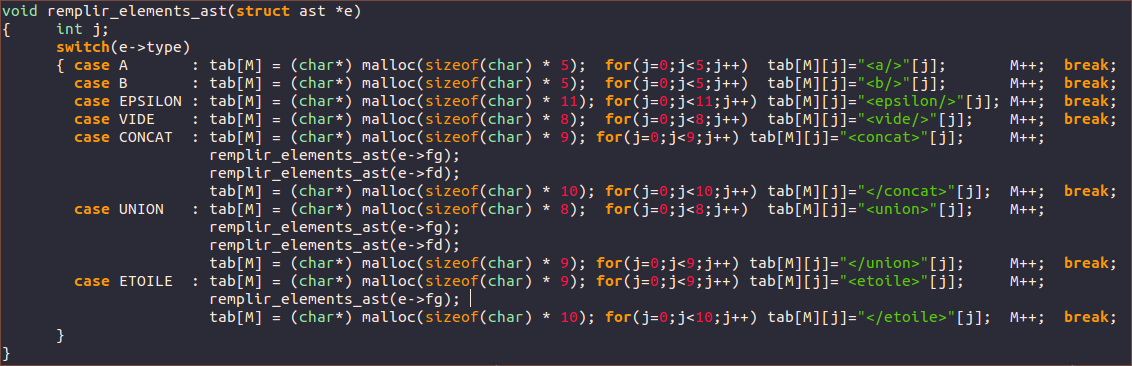 void remplir_elements_ast(struct ast *e)
{     int j;
      switch(e->type)
      { case A       : tab[M] = (char*) malloc(sizeof(char) * 5);  for(j=0;j<5;j++)  tab[M][j]="<a/>"[j];       M++;  break;
        case B       : tab[M] = (char*) malloc(sizeof(char) * 5);  for(j=0;j<5;j++)  tab[M][j]="<b/>"[j];       M++;  break;
        case EPSILON : tab[M] = (char*) malloc(sizeof(char) * 11); for(j=0;j<11;j++) tab[M][j]="<epsilon/>"[j]; M++;  break;
        case VIDE    : tab[M] = (char*) malloc(sizeof(char) * 8);  for(j=0;j<8;j++)  tab[M][j]="<vide/>"[j];    M++;  break;
        case CONCAT  : tab[M] = (char*) malloc(sizeof(char) * 9); for(j=0;j<9;j++) tab[M][j]="<concat>"[j];     M++;
                       remplir_elements_ast(e->fg);
                       remplir_elements_ast(e->fd);
                       tab[M] = (char*) malloc(sizeof(char) * 10); for(j=0;j<10;j++) tab[M][j]="</concat>"[j];  M++;  break;
        case UNION   : tab[M] = (char*) malloc(sizeof(char) * 8);  for(j=0;j<8;j++)  tab[M][j]="<union>"[j];    M++;
                       remplir_elements_ast(e->fg);
                       remplir_elements_ast(e->fd);
                       tab[M] = (char*) malloc(sizeof(char) * 9); for(j=0;j<9;j++) tab[M][j]="</union>"[j];     M++;  break;
        case ETOILE  : tab[M] = (char*) malloc(sizeof(char) * 9); for(j=0;j<9;j++) tab[M][j]="<etoile>"[j];     M++;
                       remplir_elements_ast(e->fg);
                       tab[M] = (char*) malloc(sizeof(char) * 10); for(j=0;j<10;j++) tab[M][j]="</etoile>"[j];  M++;  break;
      }
}